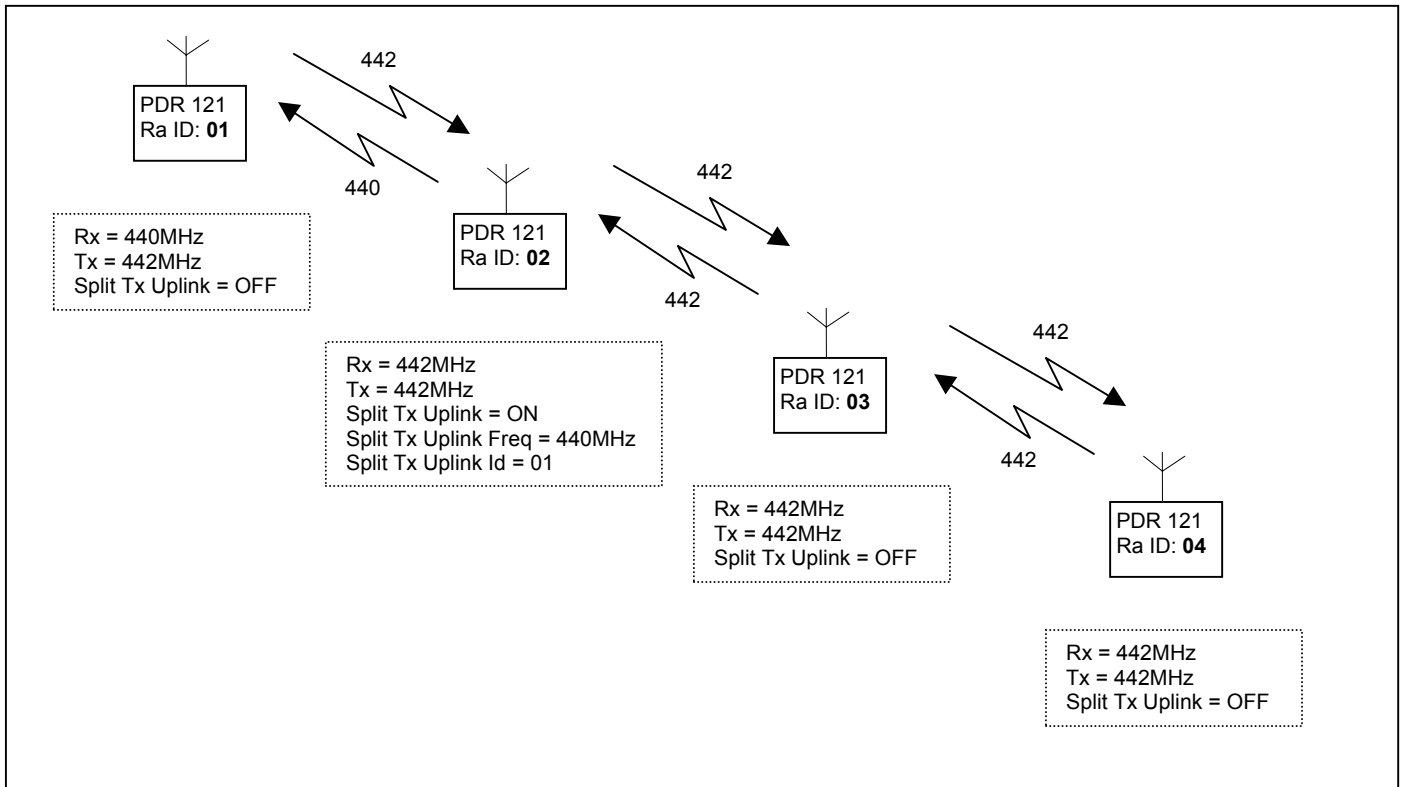 442
PDR 121
Ra ID: 01
440
442
PDR 121
Ra ID: 02
Rx = 440MHz
Tx = 442MHz
Split Tx Uplink = OFF
442
442
PDR 121
Ra ID: 03
Rx = 442MHz
Tx = 442MHz
Split Tx Uplink = ON
Split Tx Uplink Freq = 440MHz
Split Tx Uplink Id = 01
442
Rx = 442MHz
Tx = 442MHz
Split Tx Uplink = OFF
PDR 121
Ra ID: 04
Rx = 442MHz
Tx = 442MHz
Split Tx Uplink = OFF